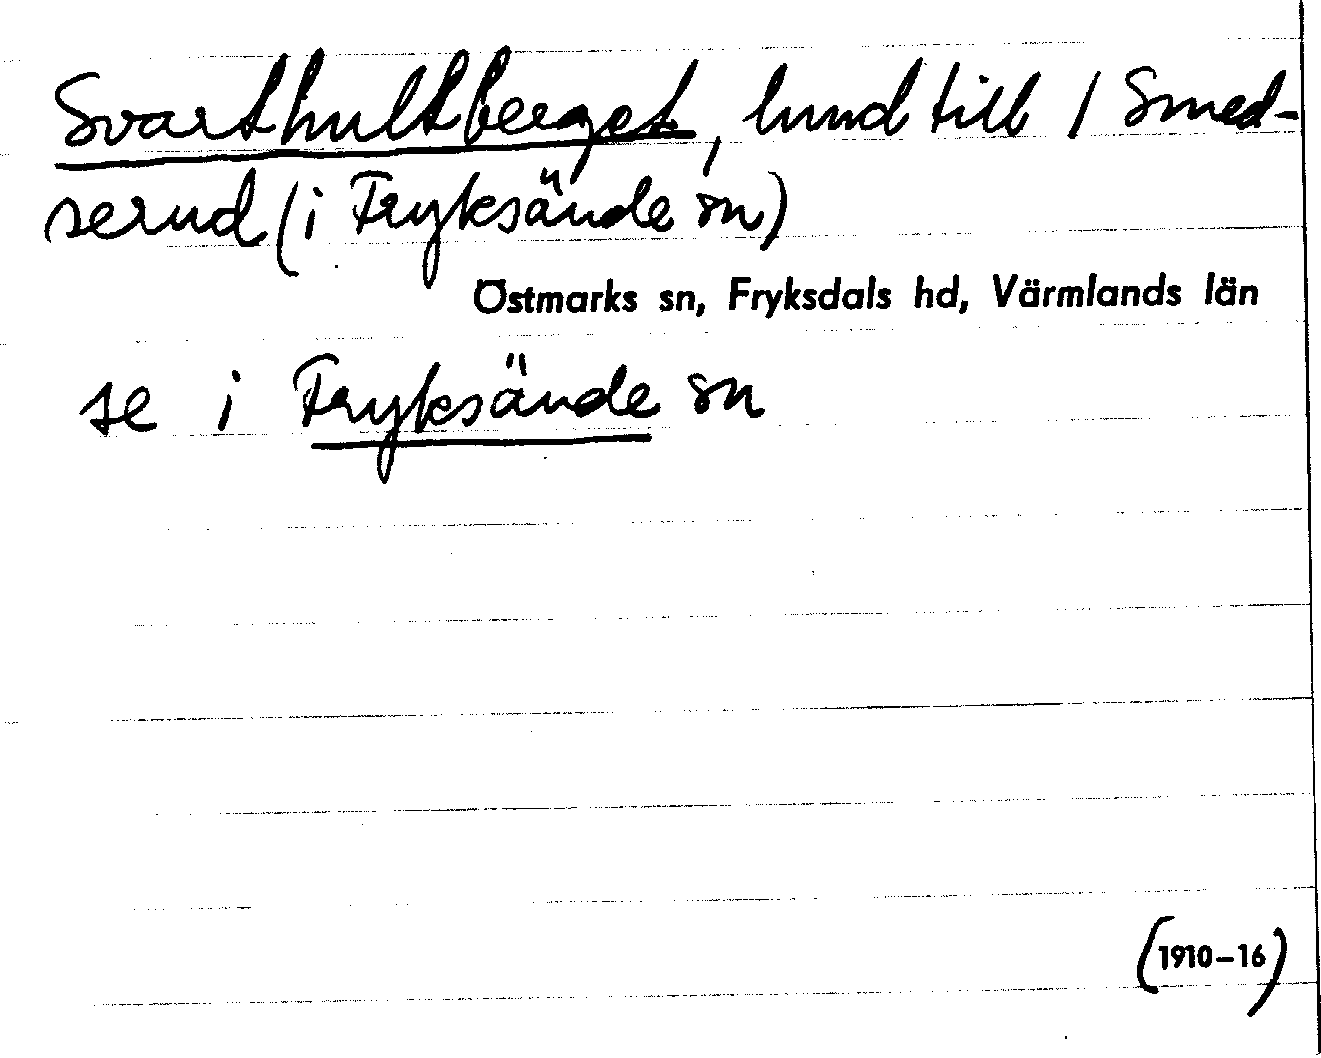 Svarthultberget, lund till 1 Smed-
serud (i Fryksände sn)
Östmarks sn, Fryksdals hd, Värmlands län
se i Fryksände sn
(1910–16)